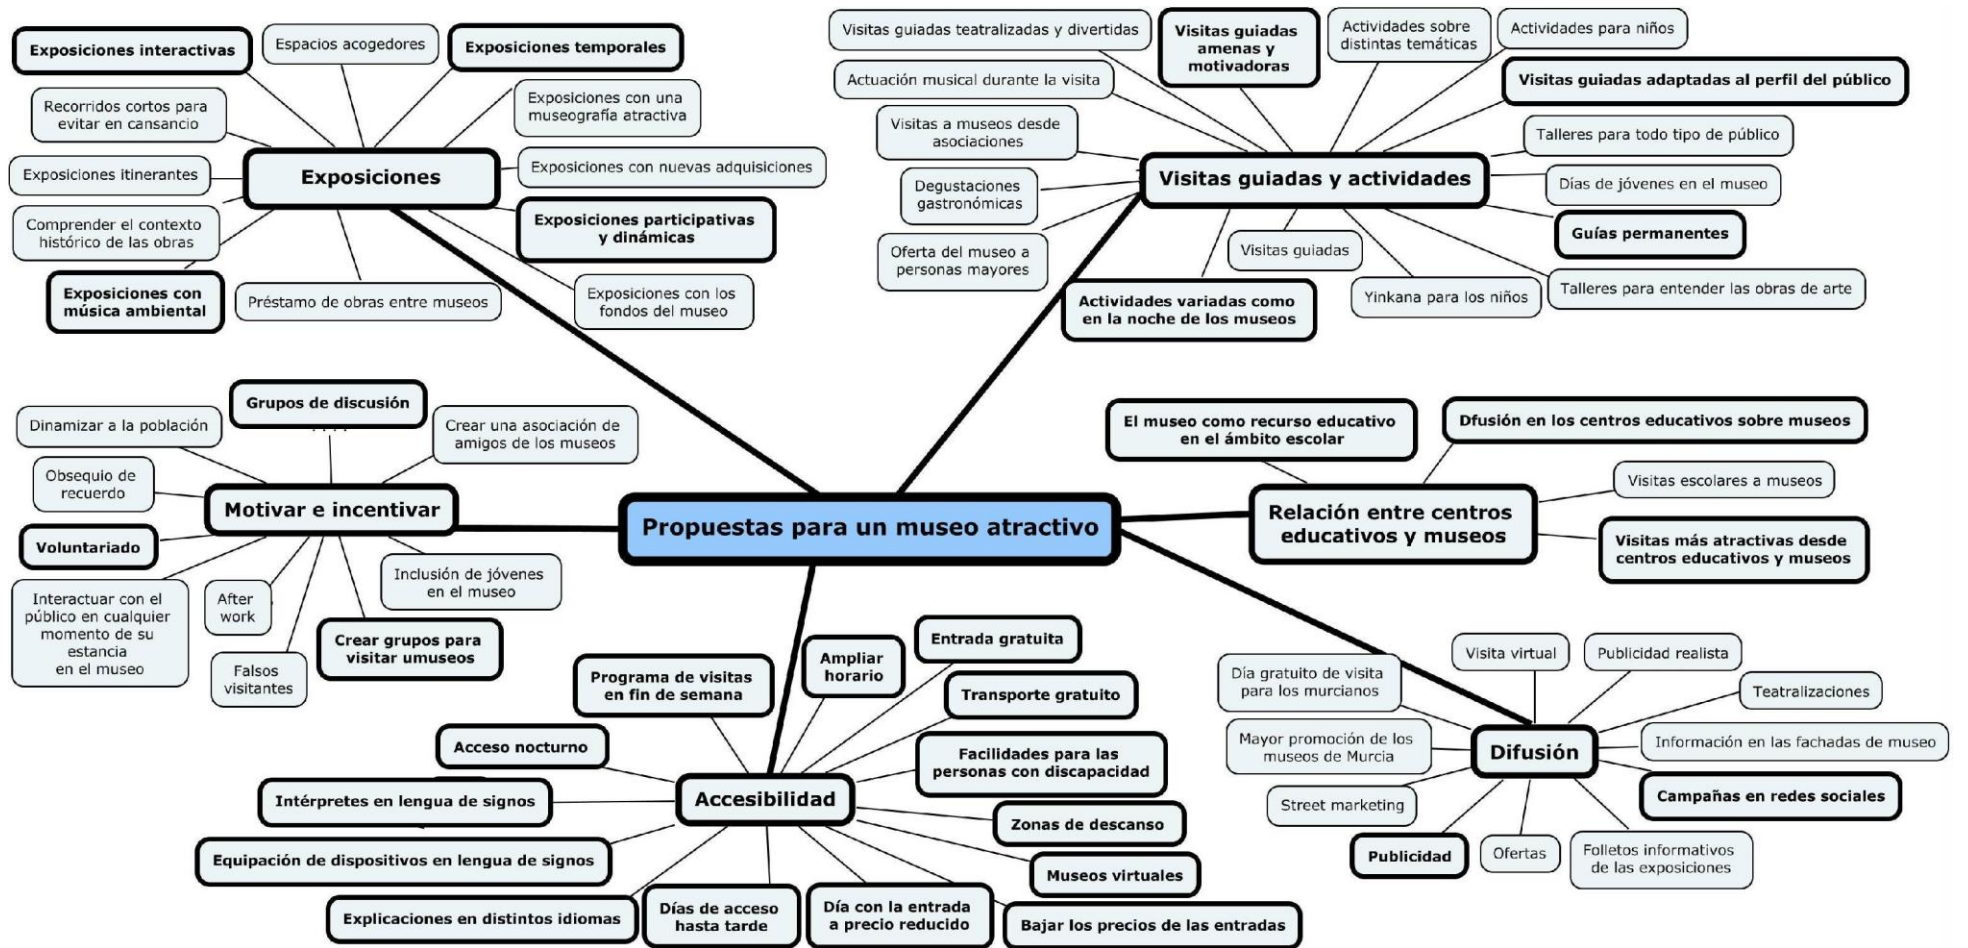 Exposiciones interactivas
Espacios acogedores
Exposiciones temporales
Recorridos cortos para
evitar en cansancio
Exposiciones con una
museografía atractiva
Exposiciones itinerantes
Exposiciones
Exposiciones con nuevas adquisiciones
Comprender el contexto
histórico de las obras
Exposiciones participativas
y dinámicas
Exposiciones con
música ambiental
Préstamo de obras entre museos
Exposiciones con los
fondos del museo
Visitas guiadas teatralizadas y divertidas
Visitas guiadas
amenas y
motivadoras
Actividades sobre
distintas temáticas
Actividades para niños
Actuación musical durante la visita
Visitas guiadas adaptadas al perfil del público
Visitas a museos desde
asociaciones
Talleres para todo tipo de público
Visitas guiadas y actividades
Degustaciones
gastronómicas
Días de jóvenes en el museo
Oferta del museo a
personas mayores
Visitas guiadas
Guías permanentes
Actividades variadas como
en la noche de los museos
Yinkana para los niños
Talleres para entender las obras de arte
Dinamizar a la población
Grupos de discusión
Crear una asociación de
amigos de los museos
Obsequio de
recuerdo
Motivar e incentivar
Voluntariado
Interactuar con el
público en cualquier
momento de su
estancia
en el museo
After
work
Falsos
visitantes
Crear grupos para
visitar umuseos
Inclusión de jóvenes
en el museo
Propuestas para un museo atractivo
El museo como recurso educativo
en el ámbito escolar
Dfusión en los centros educativos sobre museos
Relación entre centros
educativos y museos
Visitas escolares a museos
Visitas más atractivas desde
centros educativos y museos
Programa de visitas
en fin de semana
Ampliar
horario
Entrada gratuita
Transporte gratuito
Acceso nocturno
Facilidades para las
personas con discapacidad
Intérpretes en lengua de signos
Accesibilidad
Zonas de descanso
Equipación de dispositivos en lengua de signos
Museos virtuales
Explicaciones en distintos idiomas
Días de acceso
hasta tarde
Día con la entrada
a precio reducido
Bajar los precios de las entradas
Día gratuito de visita
para los murcianos
Visita virtual
Publicidad realista
Teatralizaciones
Mayor promoción de los
museos de Murcia
Difusión
Información en las fachadas de museo
Street marketing
Campañas en redes sociales
Publicidad
Ofertas
Folletos informativos
de las exposiciones